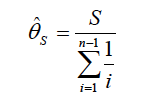 θ̂_S = S / ∑_{i=1}^{n-1} 1/i